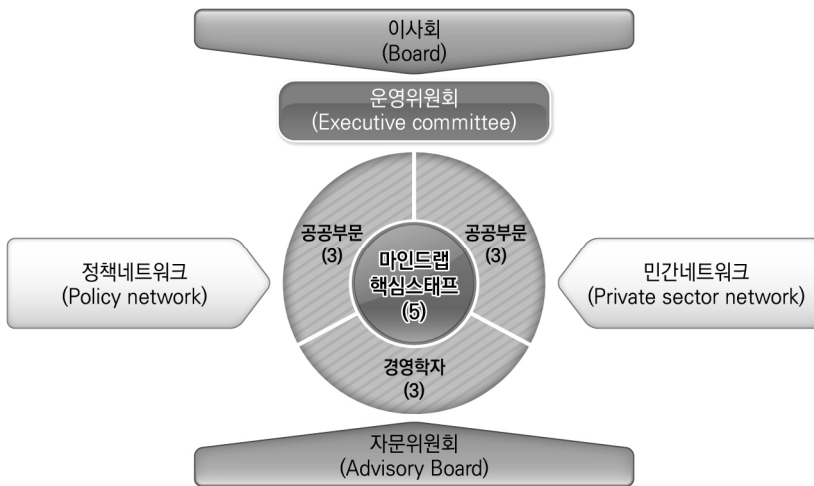 이사회
(Board)
운영위원회
(Executive committee)
공공부문
(3)
공공부문
(3)
마인드랩
핵심스태프
(5)
정책네트워크
(Policy network)
민간네트워크
(Private sector network)
경영학자
(3)
자문위원회
(Advisory Board)